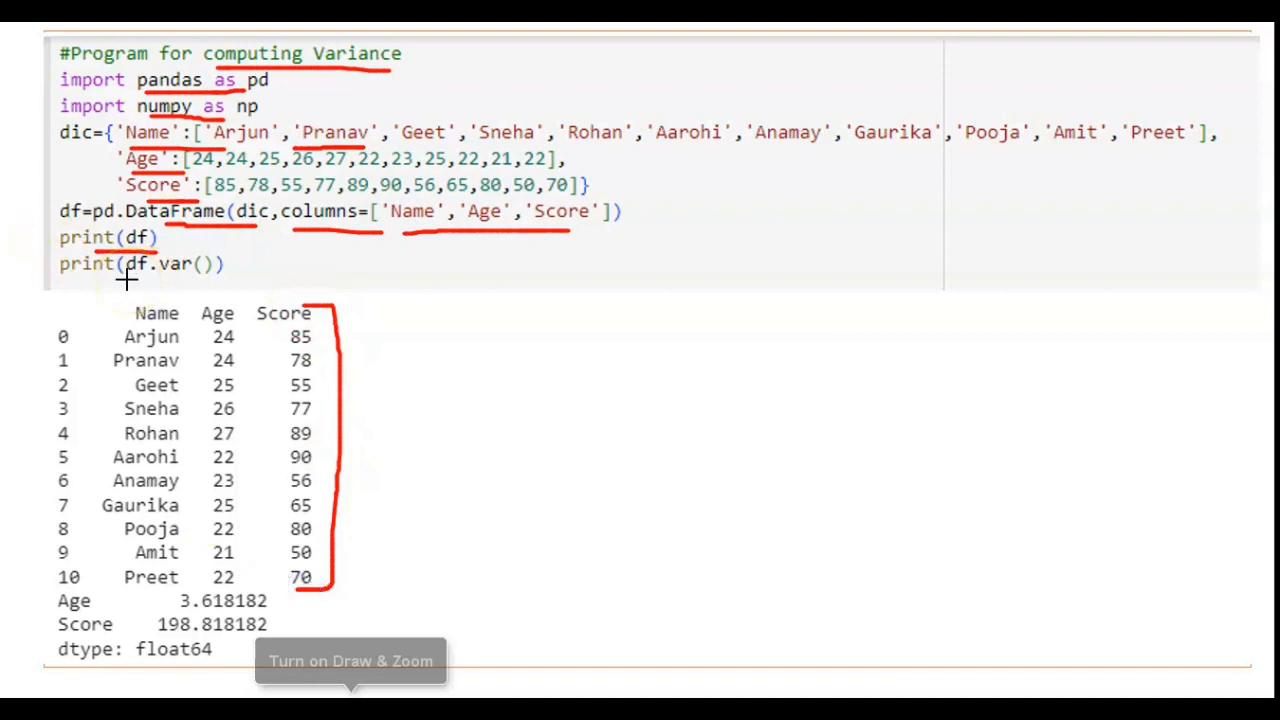 #Program for computing Variance
import pandas as pd
import numpy as np
dic={'Name':['Arjun','Pranav','Geet','Sneha','Rohan','Aarohi','Anamay','Gaurika','Pooja','Amit','Preet'],
'Age':[24,24,25,26,27,22,23,25,22,21,22],
'Score':[85,78,55,77,89,90,56,65,80,50,70]}
df=pd.DataFrame(dic,columns=['Name','Age','Score'])
print(df)
print(df.var())
Name Age Score
0 Arjun 24 85
1 Pranav 24 78
2 Geet 25 55
3 Sneha 26 77
4 Rohan 27 89
5 Aarohi 22 90
6 Anamay 23 56
7 Gaurika 25 65
8 Pooja 22 80
9 Amit 21 50
10 Preet 22 70
Age 3.618182
Score 198.818182
dtype: float64
Turn on Draw & Zoom